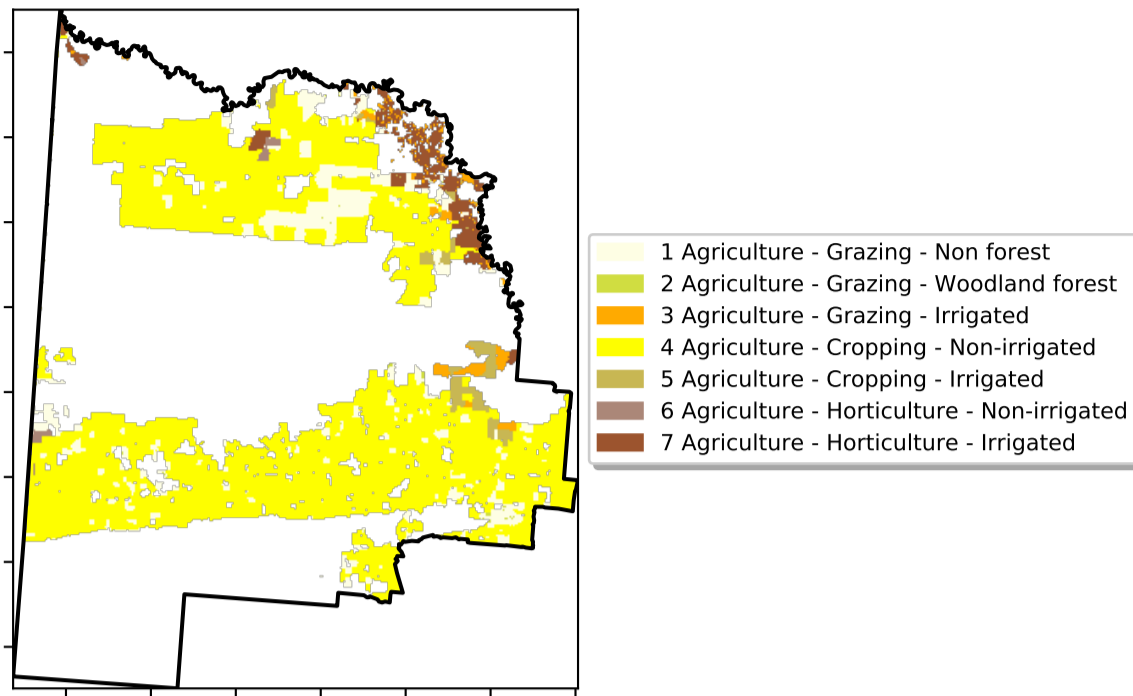 1 Agriculture - Grazing - Non forest
2 Agriculture - Grazing - Woodland forest
3 Agriculture - Grazing - Irrigated
4 Agriculture - Cropping - Non-irrigated
5 Agriculture - Cropping - Irrigated
6 Agriculture - Horticulture - Non-irrigated
7 Agriculture - Horticulture - Irrigated